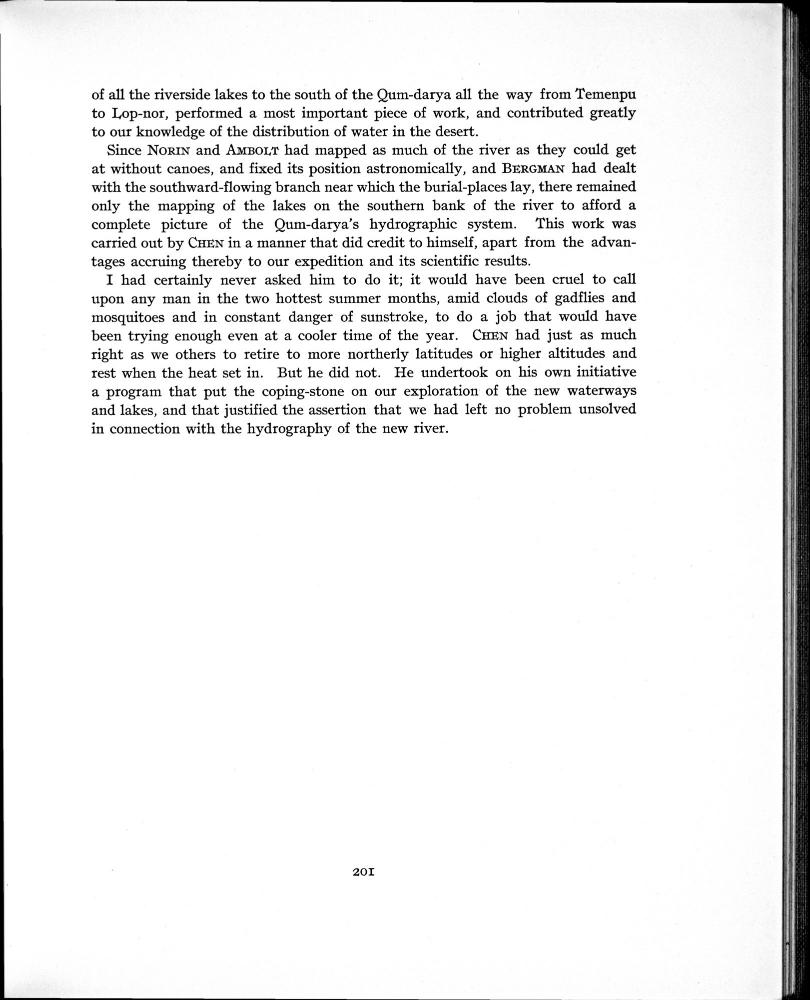 of all the riverside lakes to the south of the Qum-darya all the way from Temenpu
to Lop-nor, performed a most important piece of work, and contributed greatly
to our knowledge of the distribution of water in the desert.
Since NORIN and AMBOLT had mapped as much of the river as they could get
at without canoes, and fixed its position astronomically, and BERGMAN had dealt
with the southward-flowing branch near which the burial-places lay, there remained
only the mapping of the lakes on the southern bank of the river to afford a
complete picture of the Qum-darya's hydrographic system. This work was
carried out by CHEN in a manner that did credit to himself, apart from the advan-
tages accruing thereby to our expedition and its scientific results.
I had certainly never asked him to do it; it would have been cruel to call
upon any man in the two hottest summer months, amid clouds of gadflies and
mosquitoes and in constant danger of sunstroke, to do a job that would have
been trying enough even at a cooler time of the year. CHEN had just as much
right as we others to retire to more northerly latitudes or higher altitudes and
rest when the heat set in. But he did not. He undertook on his own initiative
a program that put the coping-stone on our exploration of the new waterways
and lakes, and that justified the assertion that we had left no problem unsolved
in connection with the hydrography of the new river.
201